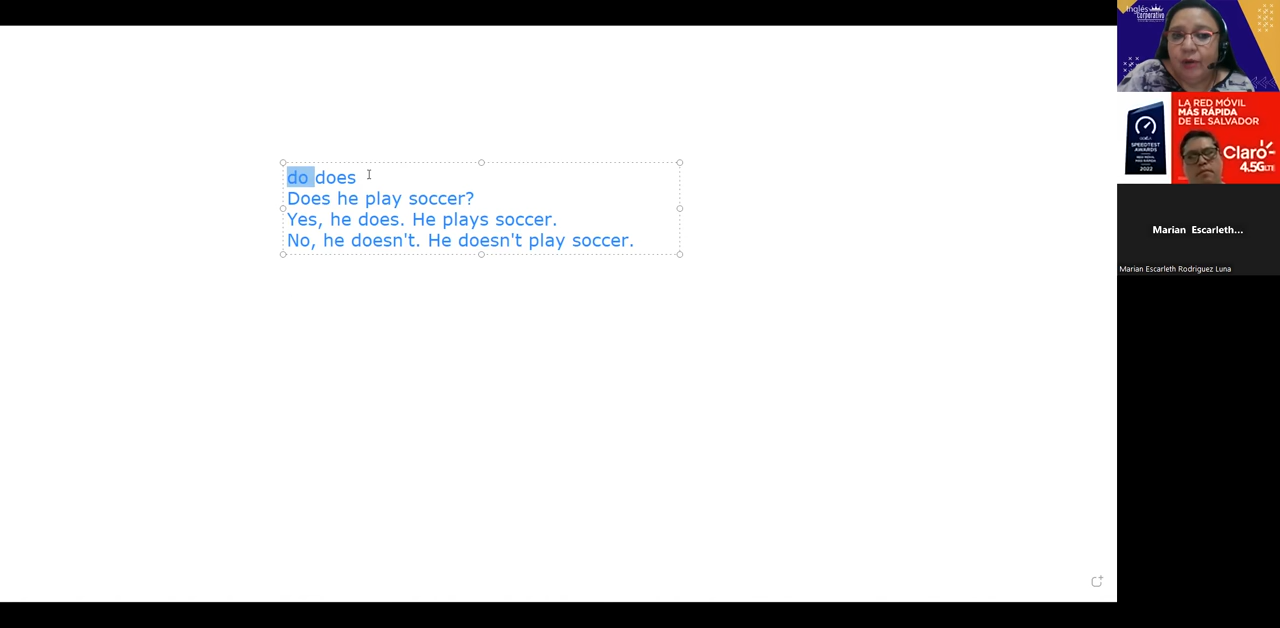 do does
Does he play soccer?
Yes, he does. He plays soccer.
No, he doesn't. He doesn't play soccer.
Inglés
Corporativo
LA RED MÓVIL
MÁS RÁPIDA
DE EL SALVADOR
SPEEDTEST
AWARDS
2022
Claro
4.5G LTE
Marian Escarleth...
Marian Escarleth Rodriguez Luna